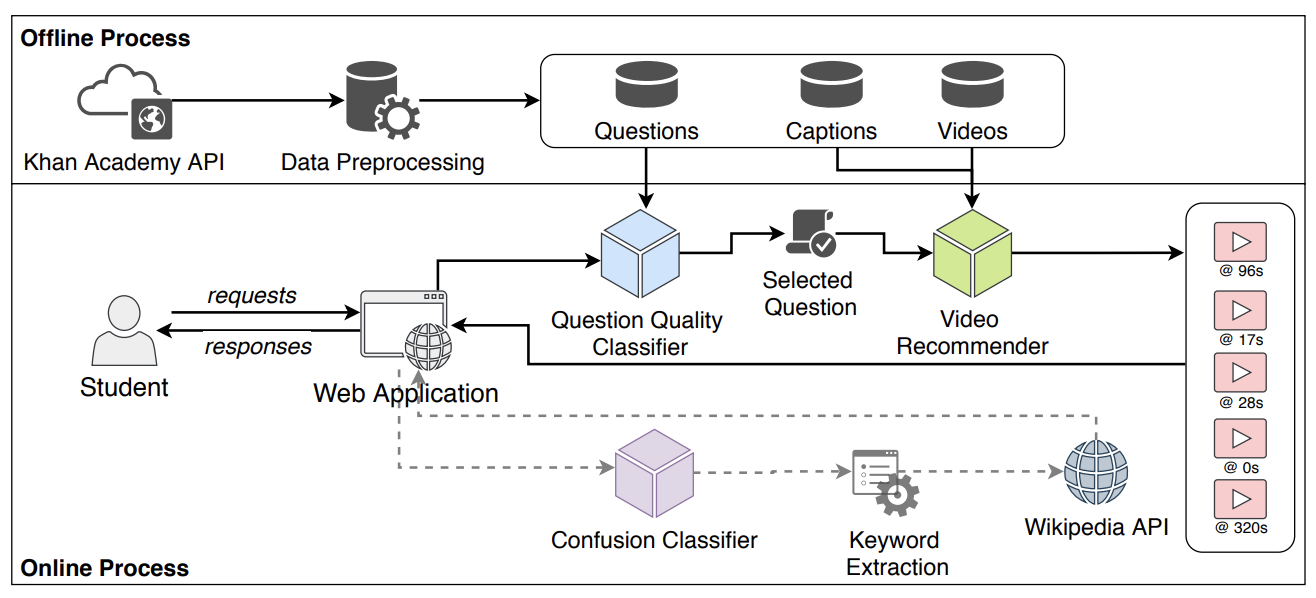 Offline Process
Questions
Captions
Videos
Khan Academy API
Data Preprocessing
requests
responses
Student
Web Application
Question Quality
Classifier
Selected
Question
Video
Recommender
@ 96s
@ 17s
@ 28s
@ 0s
@ 320s
Confusion Classifier
Keyword
Extraction
Wikipedia API
Online Process